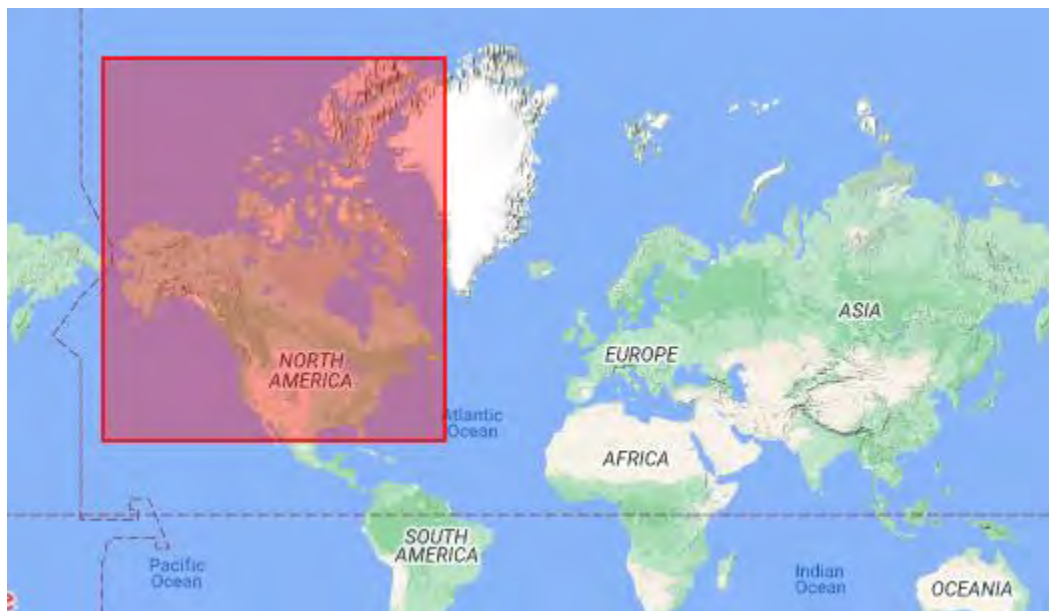 NORTH
AMERICA
EUROPE
ASIA
Atlantic
Ocean
AFRICA
SOUTH
AMERICA
Pacific
Ocean
Indian
Ocean
OCEANIA